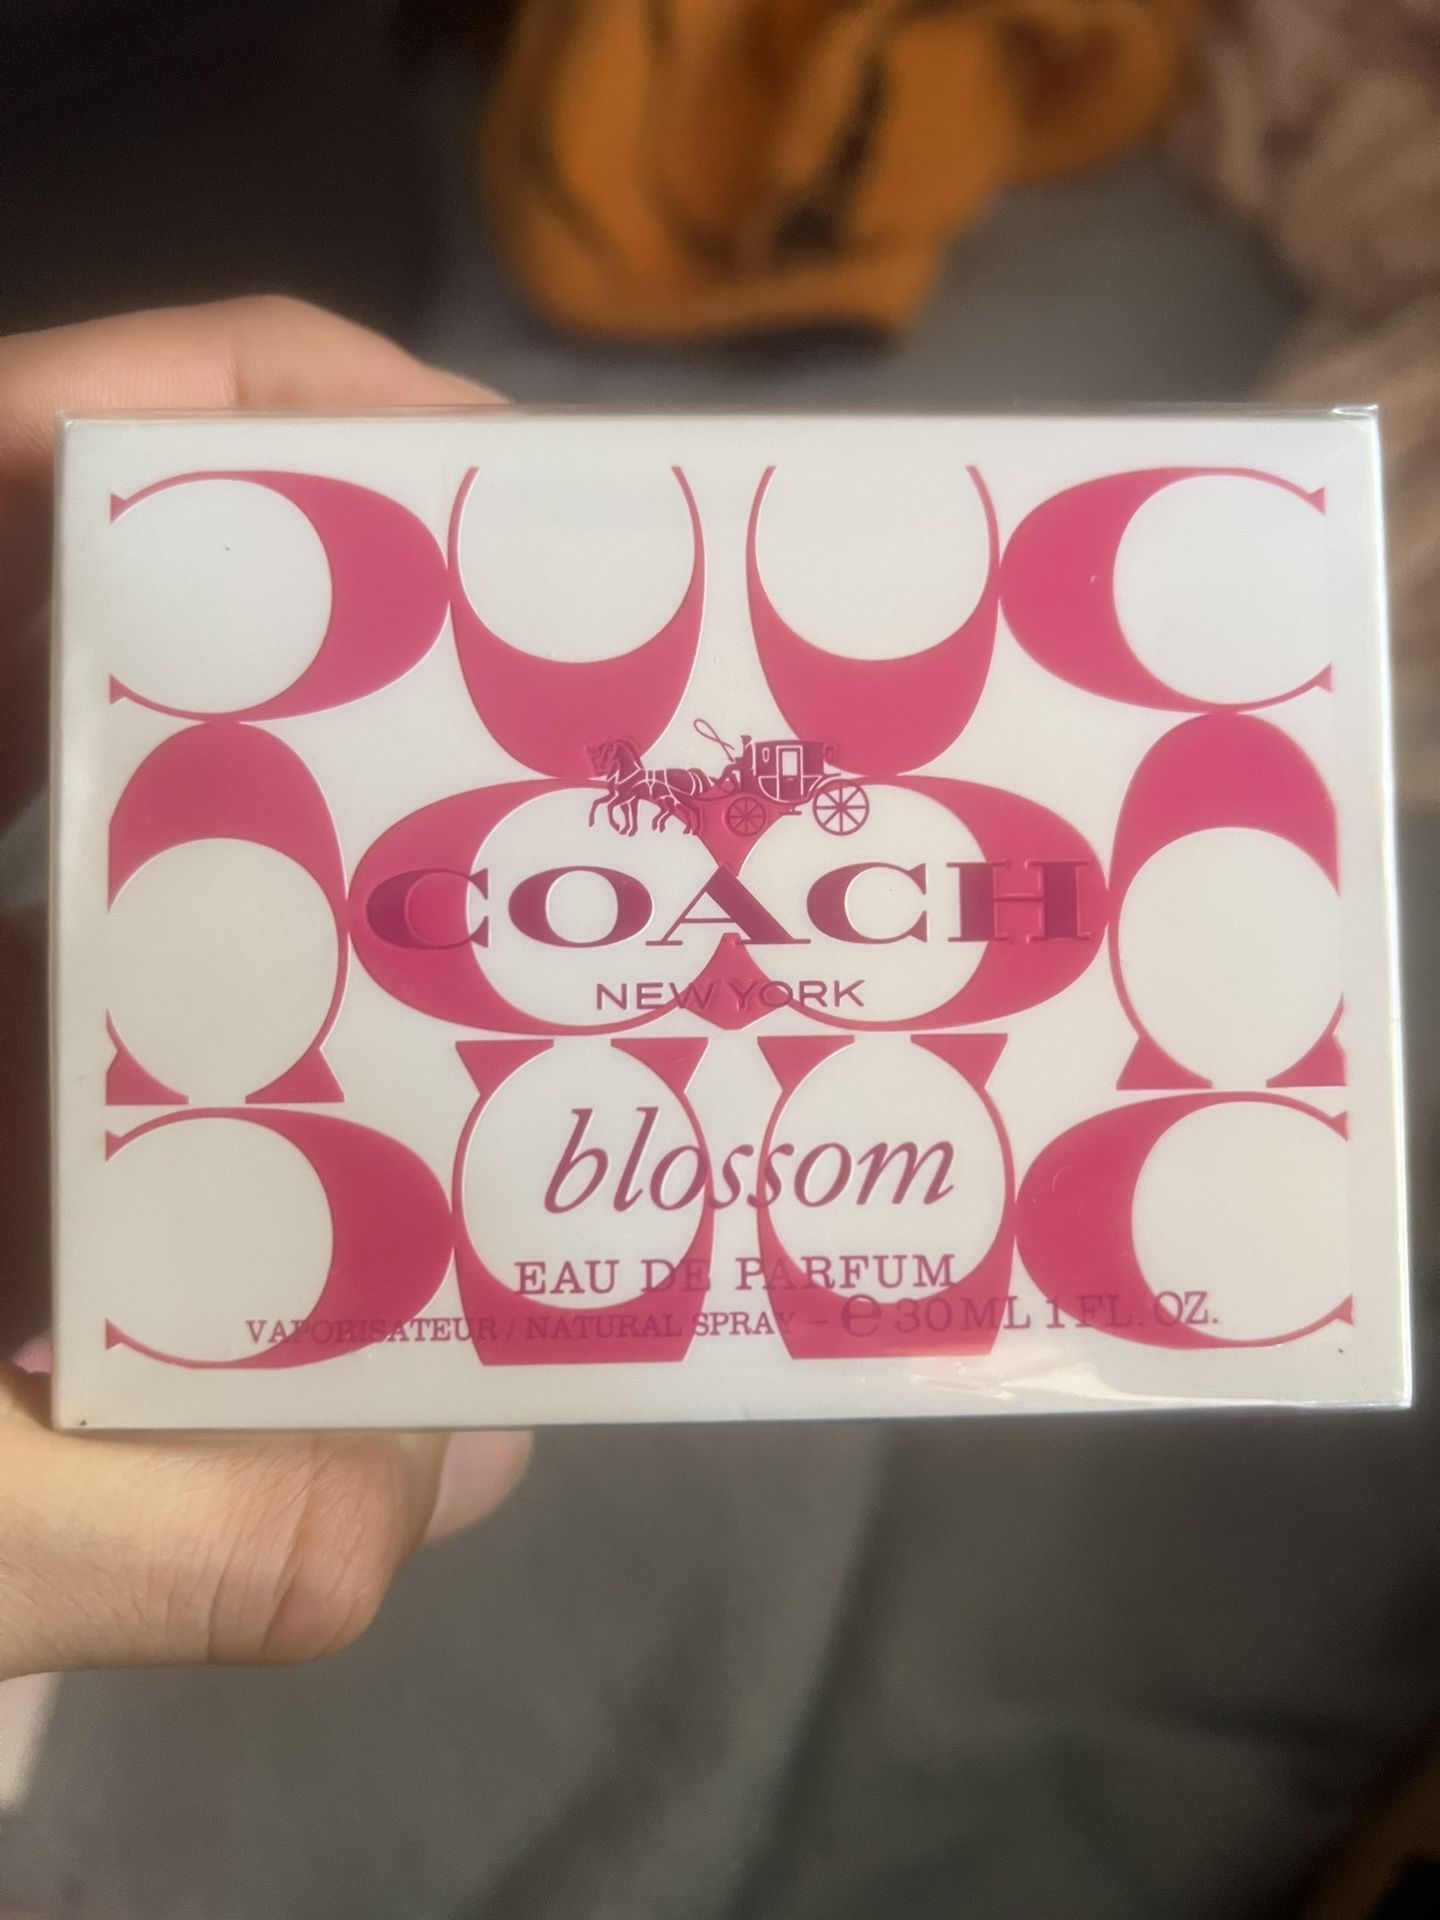 COACH
NEW YORK
blossom
EAU DE PARFUM
VAPORISATEUR / NATURAL SPRAY - ℮ 30 ML 1 FL. OZ.